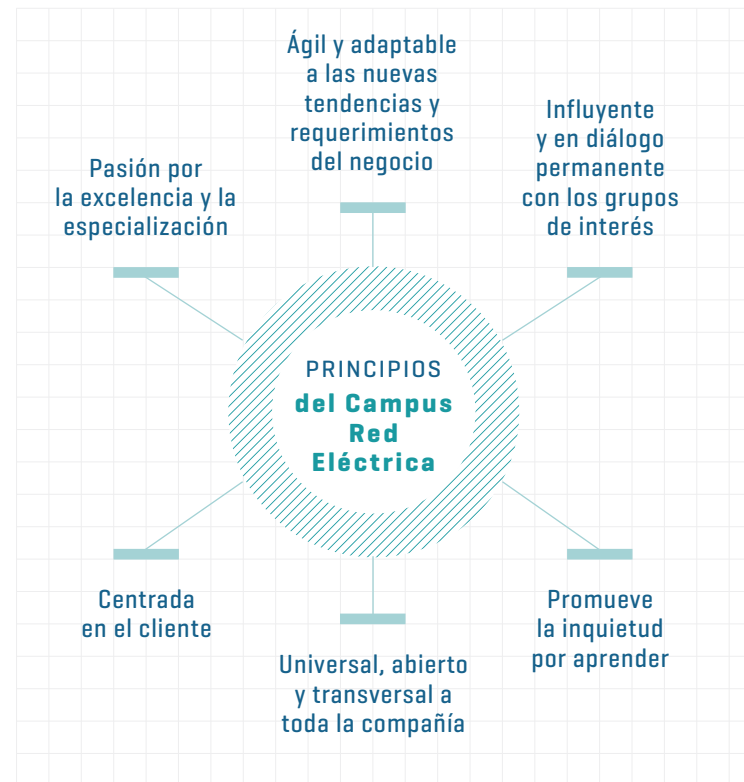 Ágil y adaptable
a las nuevas
tendencias y
requerimientos
del negocio
Influyente
y en diálogo
permanente
con los grupos
de interés
Pasión por
la excelencia y la
especialización
PRINCIPIOS
del Campus
Red
Eléctrica
Centrada
en el cliente
Universal, abierto
y transversal a
toda la compañía
Promueve
la inquietud
por aprender